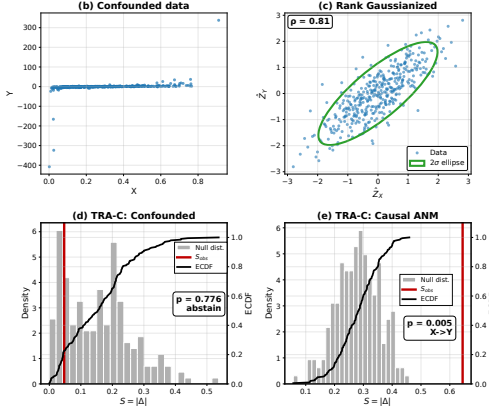 (b) Confounded data
(c) Rank Gaussianized
400
300
200
100
0
−100
−200
−300
−400
Y
0.0 0.2 0.4 0.6 0.8 1.0
X
ρ = 0.81
3
2
1
0
−1
−2
−3
Ẑ_Y
Data
2σ ellipse
−3 −2 −1 0 1 2 3
Ẑ_X
(d) TRA-C: Confounded
(e) TRA-C: Causal ANM
6
5
4
3
2
1
0
Density
Null dist.
S_obs
ECDF
p = 0.776
abstain
1.0
0.8
0.6
0.4
0.2
0.0
ECDF
0.0 0.1 0.2 0.3 0.4 0.5
S = |Δ|
6
5
4
3
2
1
0
Density
Null dist.
S_obs
ECDF
p = 0.005
X->Y
1.0
0.8
0.6
0.4
0.2
0.0
0.1 0.2 0.3 0.4 0.5 0.6
S = |Δ|